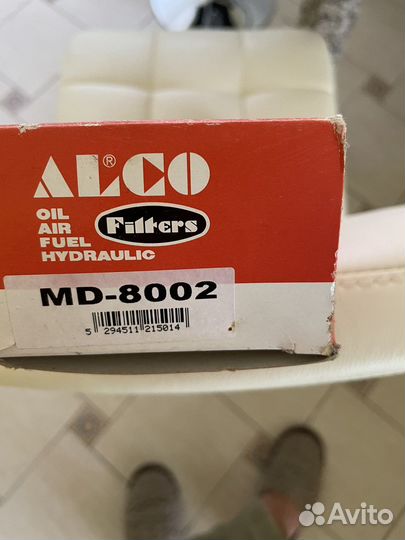 ALCO®
OIL
AIR
FUEL
HYDRAULIC
Filters
MD-8002
5 294511 215014
Avito